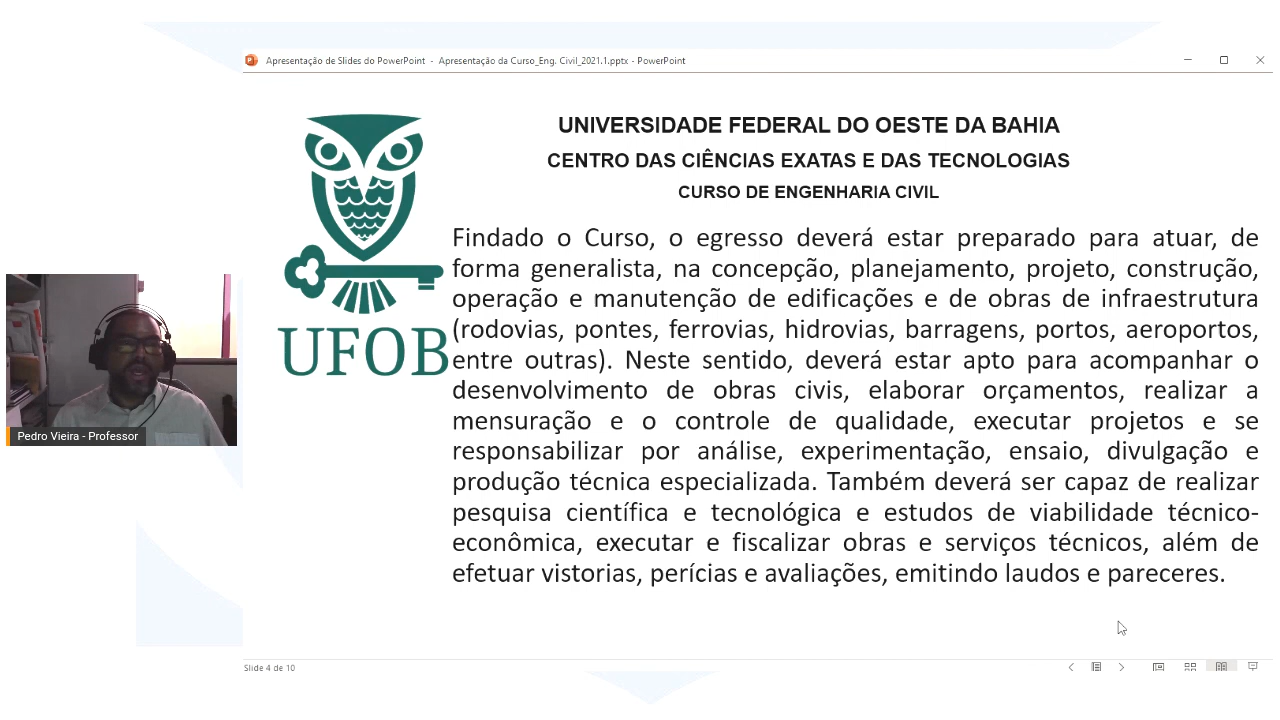 Apresentação de Slides do PowerPoint - Apresentação da Curso_Eng. Civil_2021.1.pptx - PowerPoint
UNIVERSIDADE FEDERAL DO OESTE DA BAHIA
CENTRO DAS CIÊNCIAS EXATAS E DAS TECNOLOGIAS
CURSO DE ENGENHARIA CIVIL
UFOB
Findado o Curso, o egresso deverá estar preparado para atuar, de
forma generalista, na concepção, planejamento, projeto, construção,
operação e manutenção de edificações e de obras de infraestrutura
(rodovias, pontes, ferrovias, hidrovias, barragens, portos, aeroportos,
entre outras). Neste sentido, deverá estar apto para acompanhar o
desenvolvimento de obras civis, elaborar orçamentos, realizar a
mensuração e o controle de qualidade, executar projetos e se
responsabilizar por análise, experimentação, ensaio, divulgação e
produção técnica especializada. Também deverá ser capaz de realizar
pesquisa científica e tecnológica e estudos de viabilidade técnico-
econômica, executar e fiscalizar obras e serviços técnicos, além de
efetuar vistorias, perícias e avaliações, emitindo laudos e pareceres.
Pedro Vieira - Professor
Slide 4 de 10